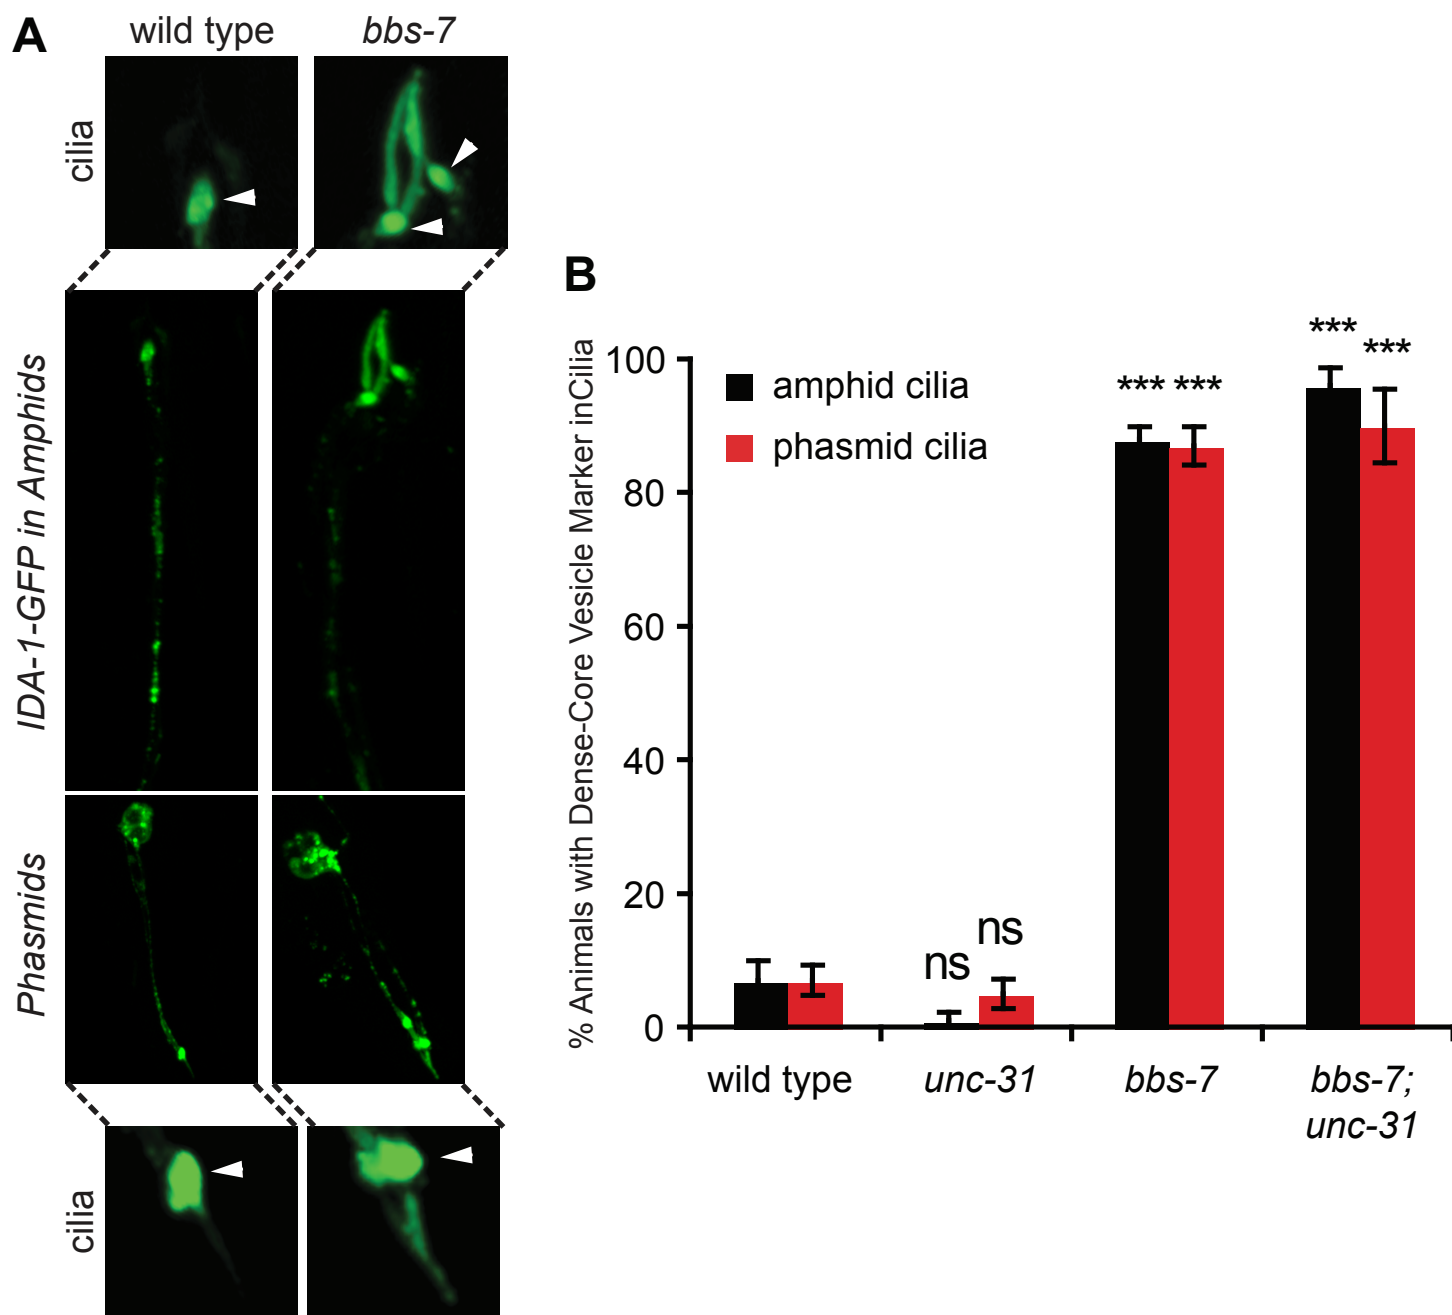 A
wild type
bbs-7
cilia
IDA-1-GFP in Amphids
Phasmids
cilia
B
% Animals with Dense-Core Vesicle Marker inCilia
100
80
60
40
20
0
amphid cilia
phasmid cilia
ns
ns
*** ***
***
***
wild type
unc-31
bbs-7
bbs-7;
unc-31